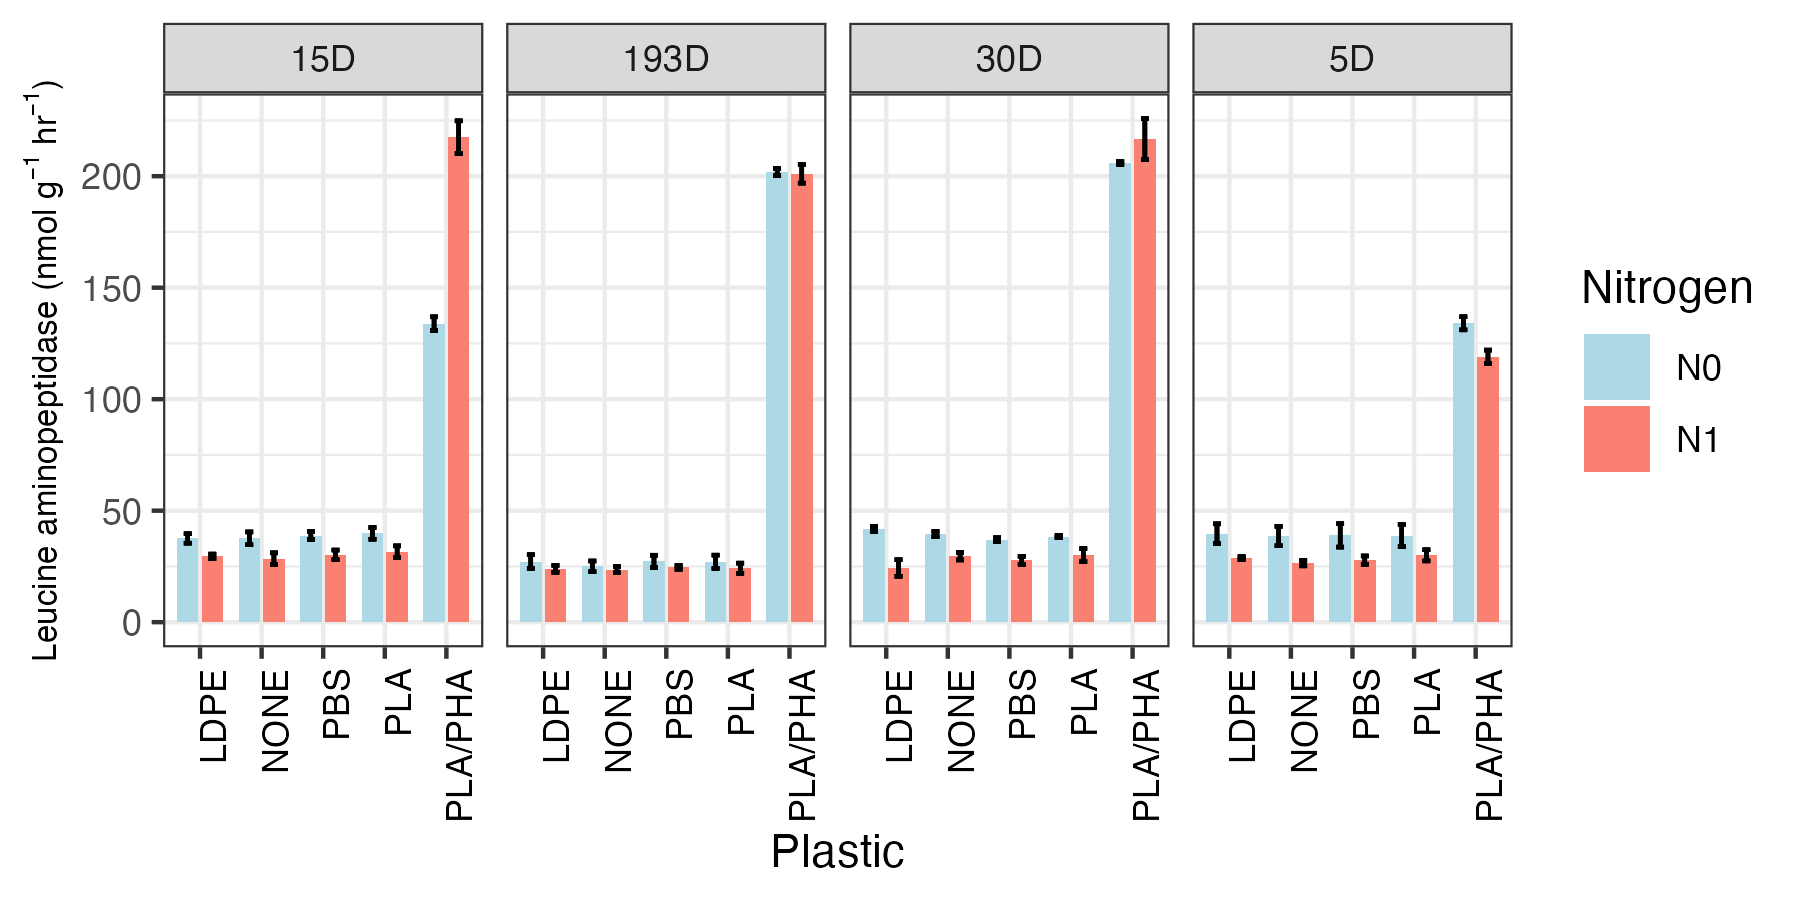 15D 193D 30D 5D
Leucine aminopeptidase (nmol g⁻¹ hr⁻¹)
200
150
100
50
0
LDPE NONE PBS PLA PLA/PHA LDPE NONE PBS PLA PLA/PHA LDPE NONE PBS PLA PLA/PHA LDPE NONE PBS PLA PLA/PHA
Plastic
Nitrogen
N0
N1